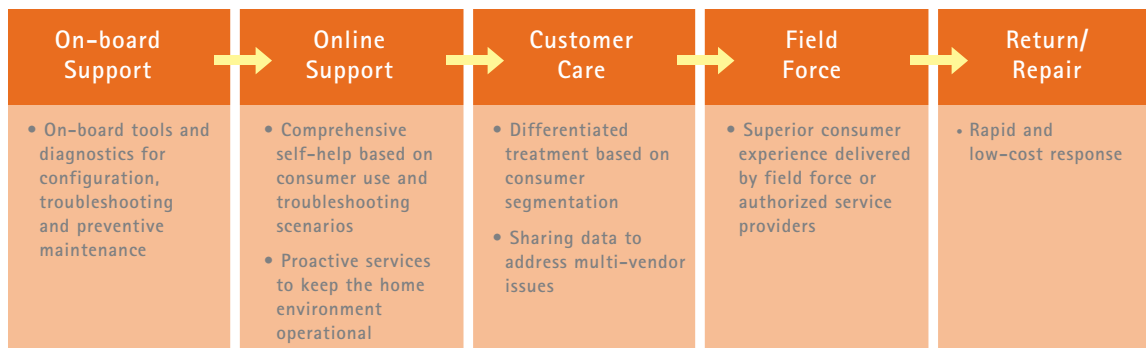 On-board
Support
• On-board tools and
diagnostics for
configuration,
troubleshooting
and preventive
maintenance
Online
Support
• Comprehensive
self-help based on
consumer use and
troubleshooting
scenarios
• Proactive services
to keep the home
environment
operational
Customer
Care
• Differentiated
treatment based on
consumer
segmentation
• Sharing data to
address multi-vendor
issues
Field
Force
• Superior consumer
experience delivered
by field force or
authorized service
providers
Return/
Repair
• Rapid and
low-cost response